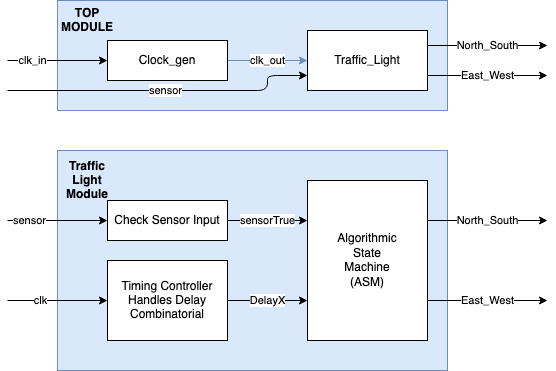 TOP
MODULE
clk_in
Clock_gen
clk_out
Traffic_Light
North_South
East_West
sensor
Traffic
Light
Module
sensor
Check Sensor Input
sensorTrue
North_South
Algorithmic
State
Machine
(ASM)
clk
Timing Controller
Handles Delay
Combinatorial
DelayX
East_West